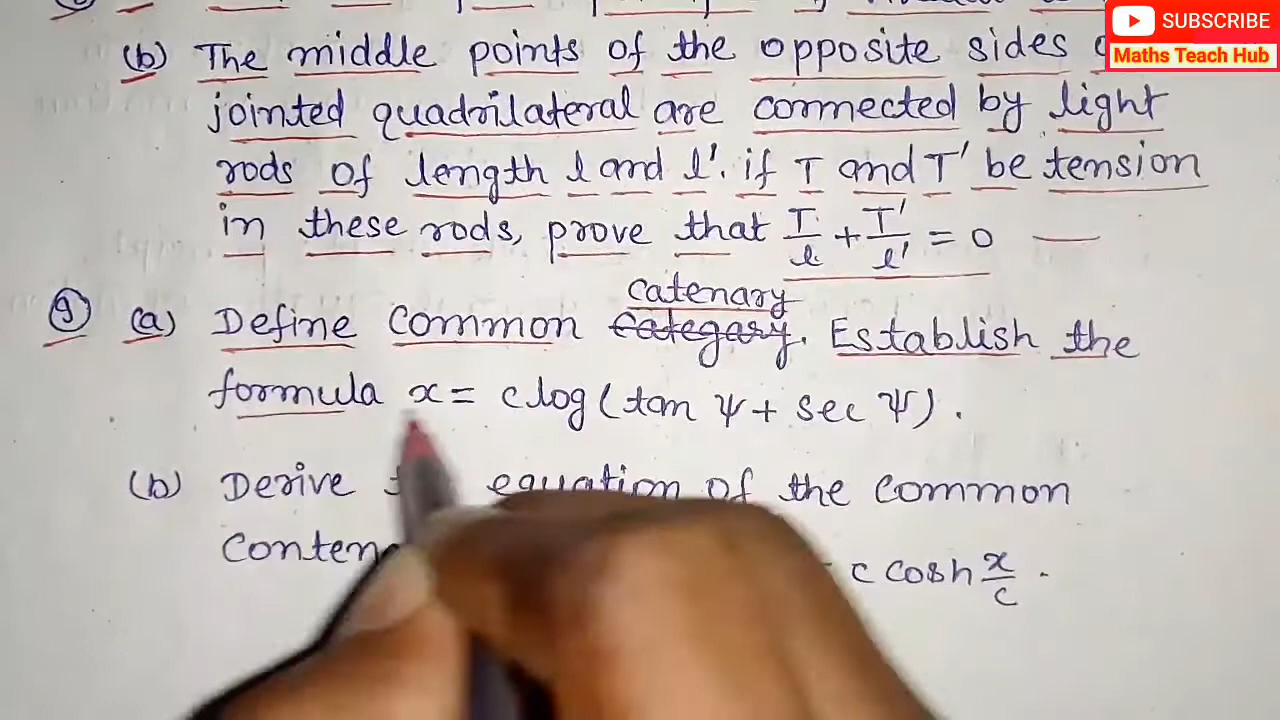 SUBSCRIBE
Maths Teach Hub
(b) The middle points of the opposite sides
jointed quadrilateral are connected by light
rods of length l and l'. if T and T' be tension
in these rods, prove that T/l + T'/l' = 0
catenary
9 (a) Define common categary. Establish the
formula x = c log (tan ψ + sec ψ).
(b) Derive equation of the common
c cosh x/c.